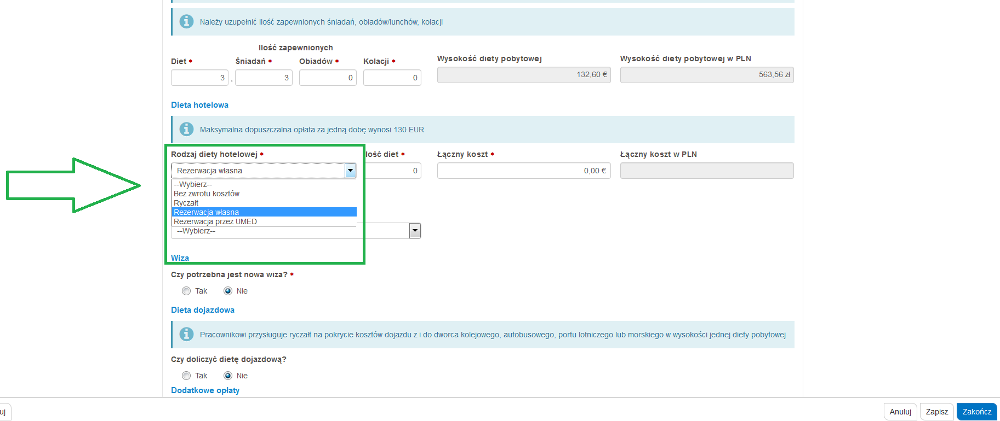 Należy uzupełnić ilość zapewnionych śniadań, obiadów/lunchów, kolacji
Ilość zapewnionych
Diet * Śniadań * Obiadów * Kolacji * Wysokość diety pobytowej Wysokość diety pobytowej w PLN
3 . 3 0 0 132,60 € 563,56 zł
Dieta hotelowa
Maksymalna dopuszczalna opłata za jedną dobę wynosi 130 EUR
Rodzaj diety hotelowej * lość diet * Łączny koszt * Łączny koszt w PLN
Rezerwacja własna 0 0,00 €
--Wybierz--
Bez zwrotu kosztów
Ryczałt
Rezerwacja własna
Rezerwacja przez UMED
--Wybierz--
Wiza
Czy potrzebna jest nowa wiza? *
Tak Nie
Dieta dojazdowa
Pracownikowi przysługuje ryczałt na pokrycie kosztów dojazdu z i do dworca kolejowego, autobusowego, portu lotniczego lub morskiego w wysokości jednej diety pobytowej
Czy doliczyć dietę dojazdową?
Tak Nie
Dodatkowe opłaty
uj Anuluj Zapisz Zakończ